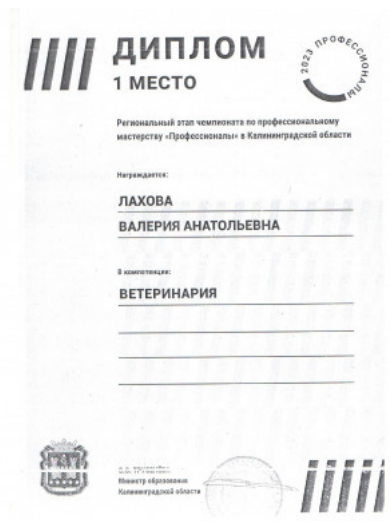 ДИПЛОМ
1 МЕСТО
2023 ПРОФЕССИОНАЛЫ
Региональный этап чемпионата по профессиональному
мастерству «Профессионалы» в Калининградской области
Награждается:
ЛАХОВА
ВАЛЕРИЯ АНАТОЛЬЕВНА
В компетенции:
ВЕТЕРИНАРИЯ
Министр образования
Калининградской области